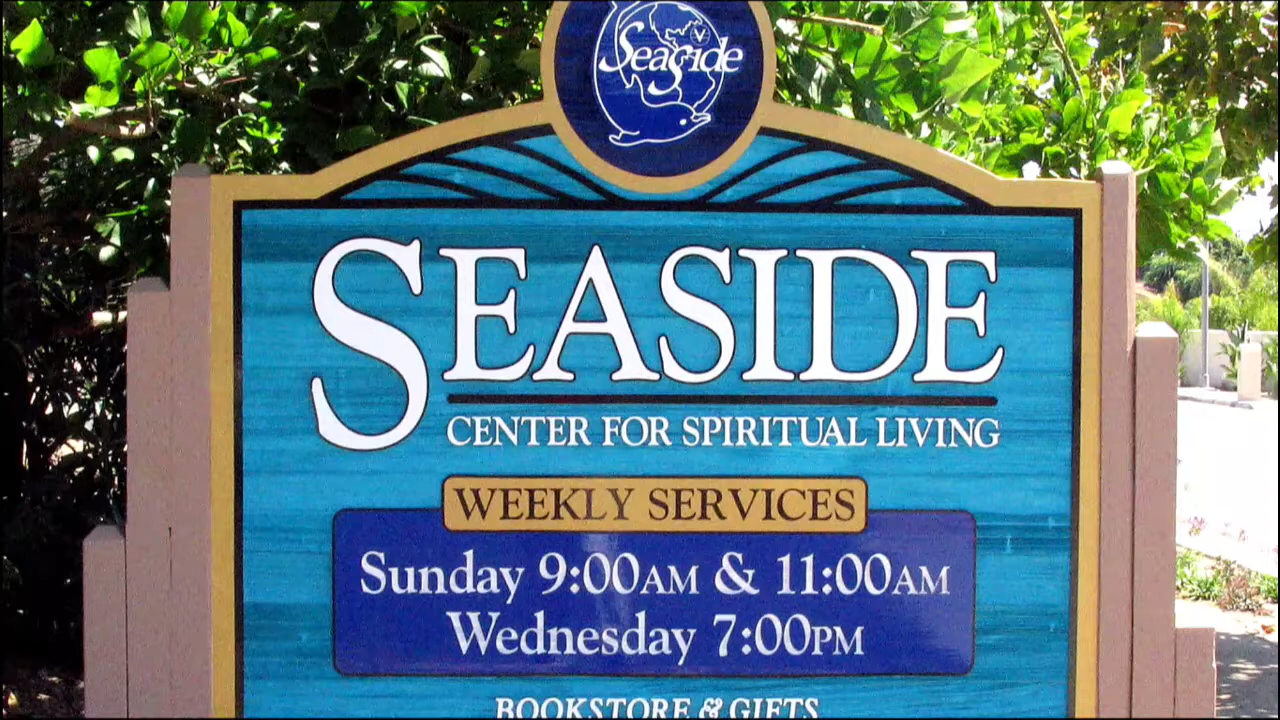 Seaside
SEASIDE
CENTER FOR SPIRITUAL LIVING
WEEKLY SERVICES
Sunday 9:00AM & 11:00AM
Wednesday 7:00PM
BOOKSTORE & GIFTS